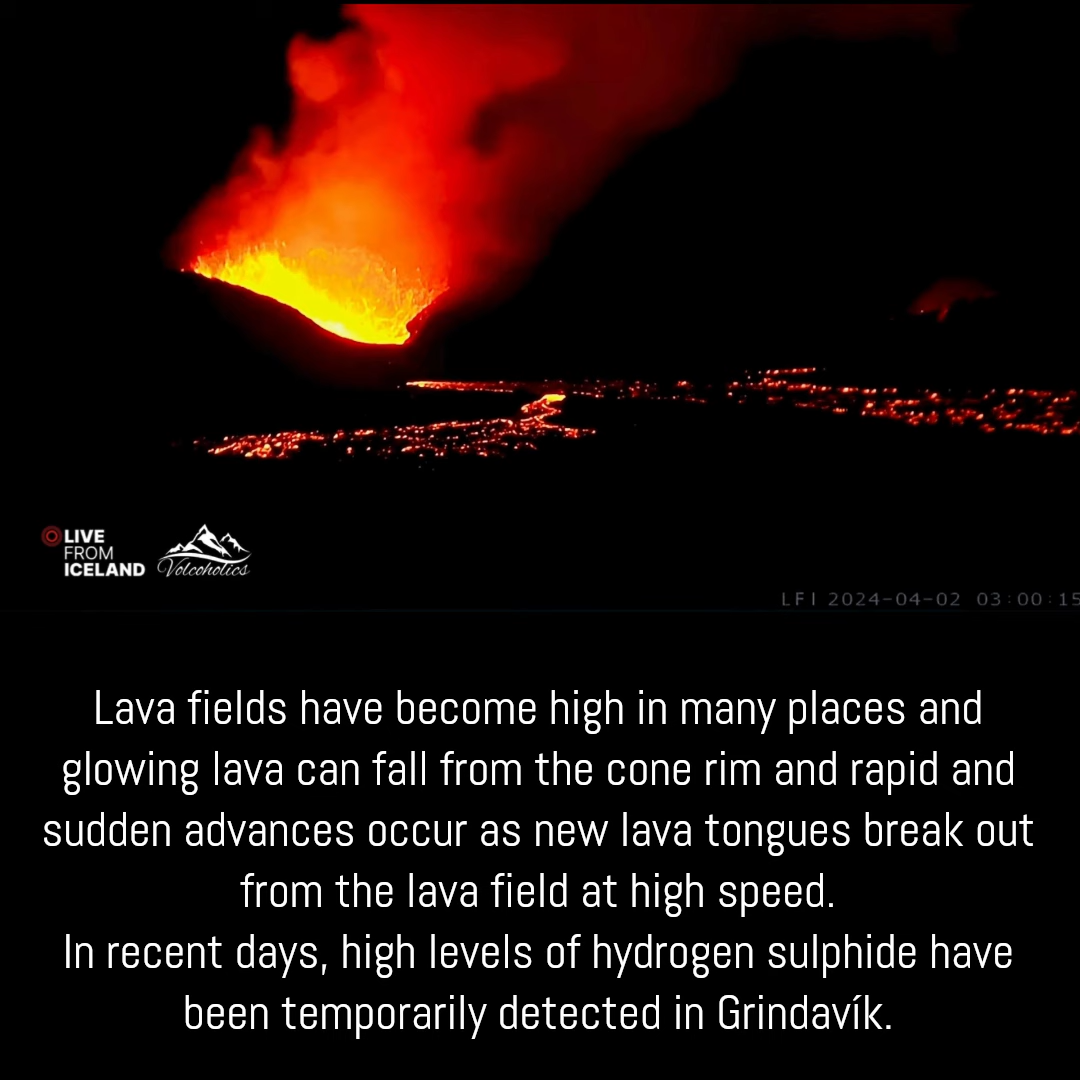 LIVE
FROM
ICELAND
Volcoholics
LFI 2024-04-02 03:00:15
Lava fields have become high in many places and
glowing lava can fall from the cone rim and rapid and
sudden advances occur as new lava tongues break out
from the lava field at high speed.
In recent days, high levels of hydrogen sulphide have
been temporarily detected in Grindavík.